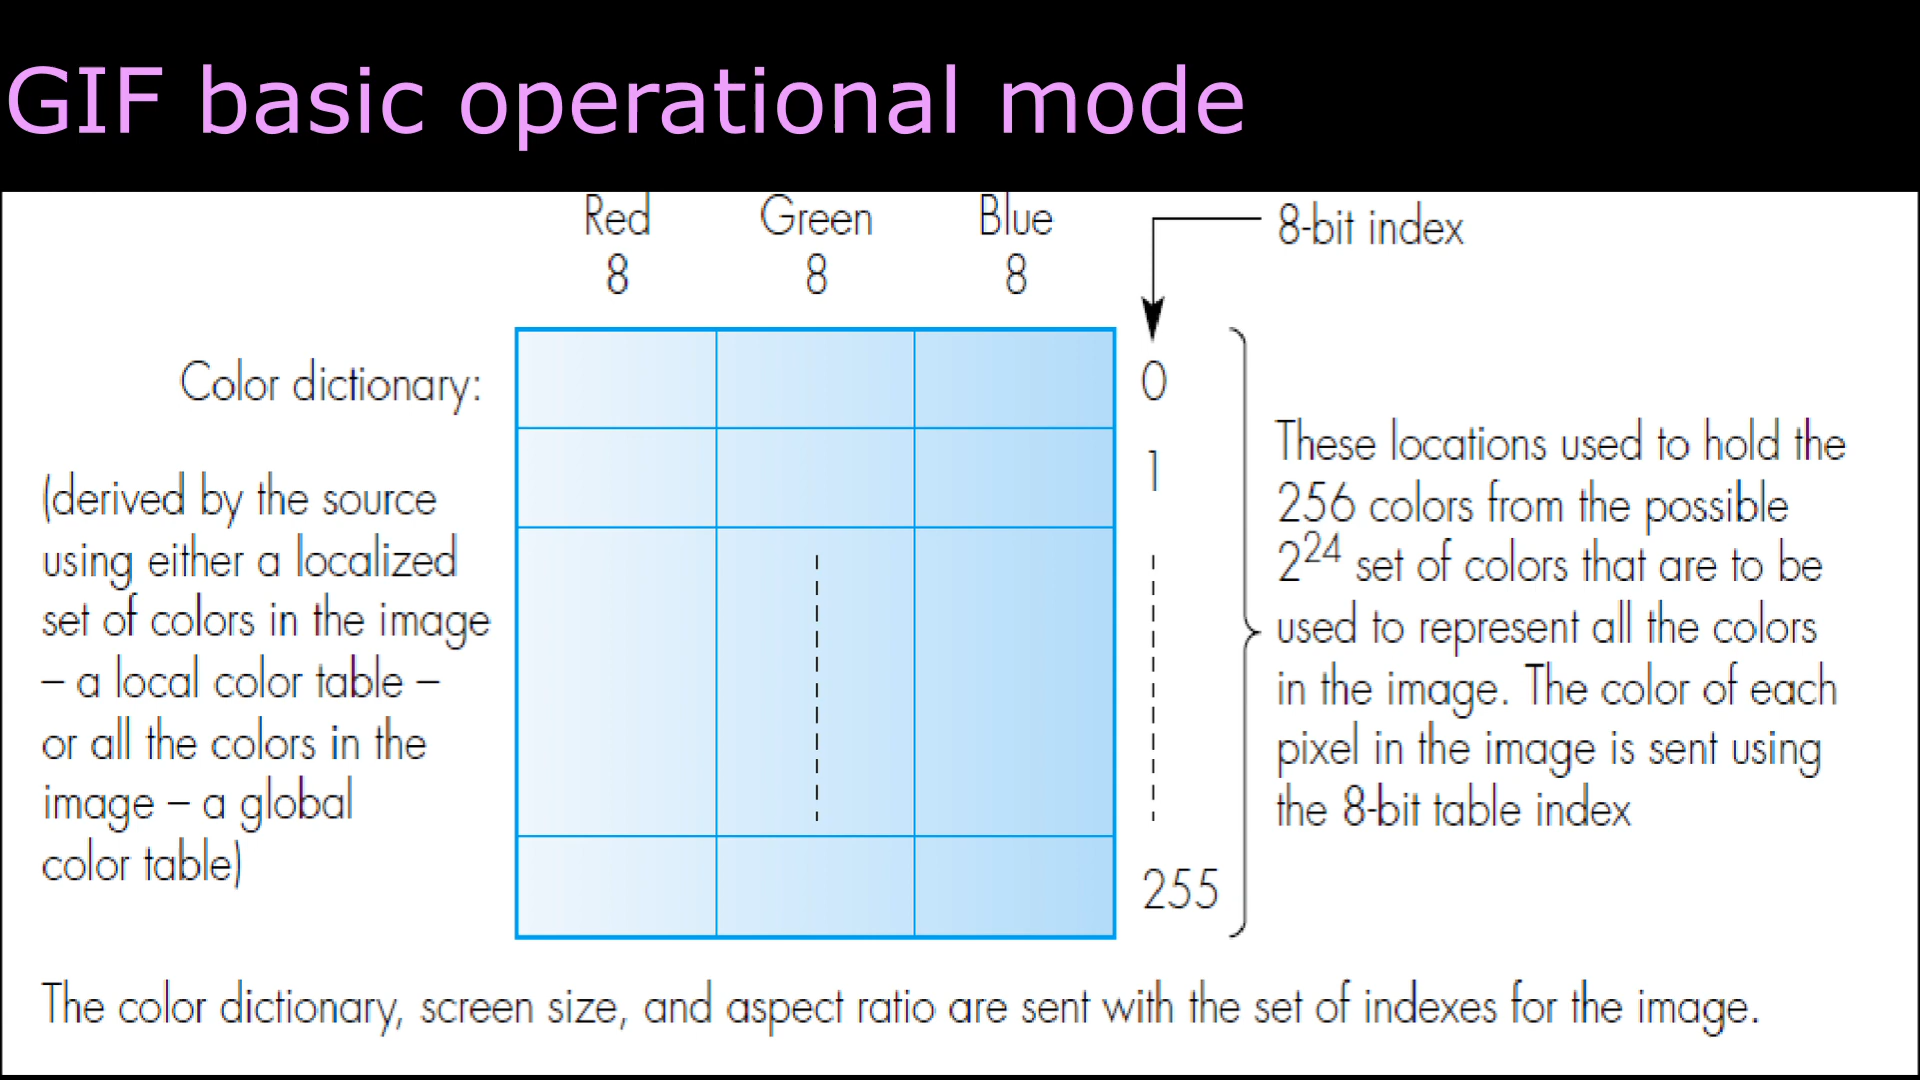 GIF basic operational mode
Red Green Blue
8 8 8
8-bit index
Color dictionary:
(derived by the source
using either a localized
set of colors in the image
– a local color table –
or all the colors in the
image – a global
color table)
0
1
255
These locations used to hold the
256 colors from the possible
2²⁴ set of colors that are to be
used to represent all the colors
in the image. The color of each
pixel in the image is sent using
the 8-bit table index
The color dictionary, screen size, and aspect ratio are sent with the set of indexes for the image.